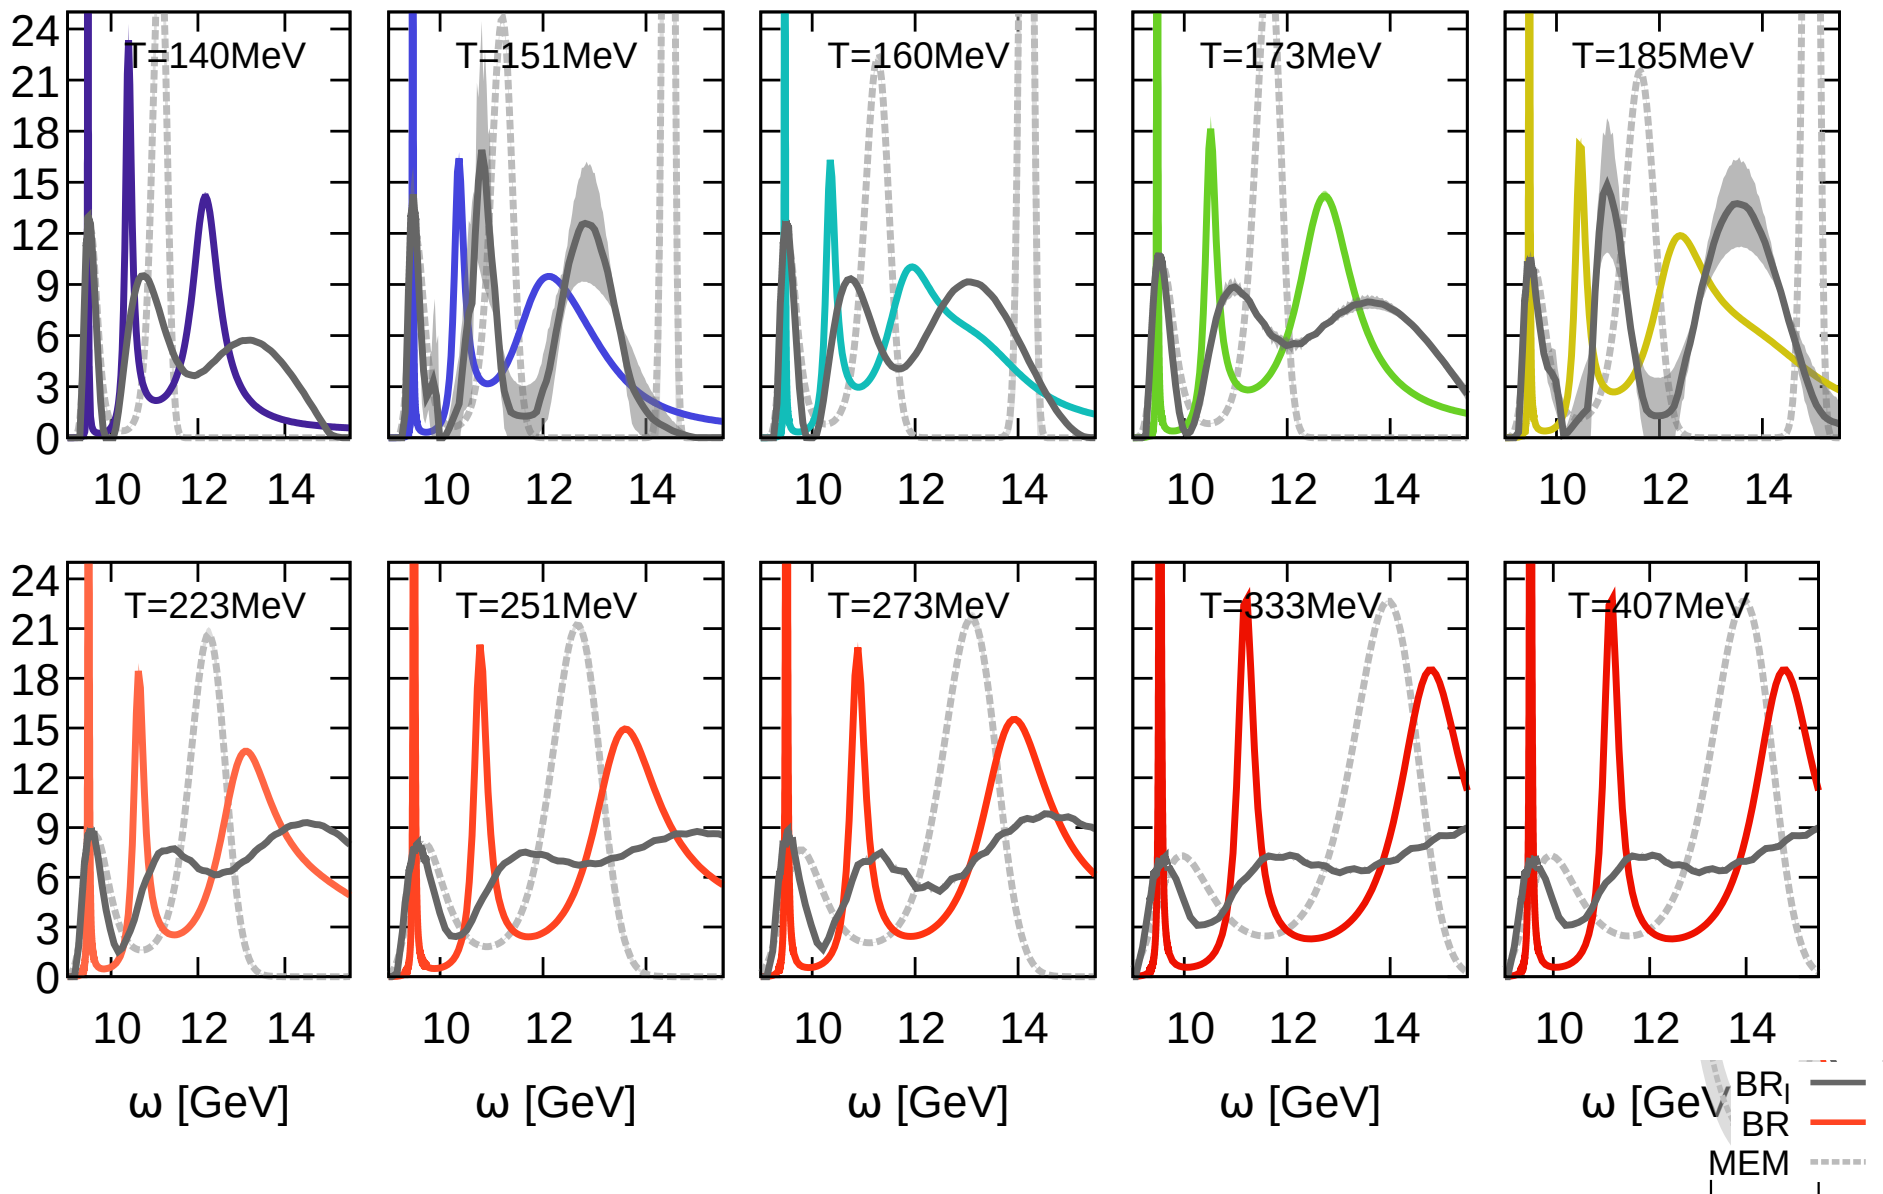 24
21
18
15
12
9
6
3
0
T=140MeV
T=151MeV
T=160MeV
T=173MeV
T=185MeV
10 12 14
10 12 14
10 12 14
10 12 14
10 12 14
24
21
18
15
12
9
6
3
0
T=223MeV
T=251MeV
T=273MeV
T=333MeV
T=407MeV
10 12 14
10 12 14
10 12 14
10 12 14
10 12 14
ω [GeV]
ω [GeV]
ω [GeV]
ω [GeV]
ω [GeV
BRl
BR
MEM